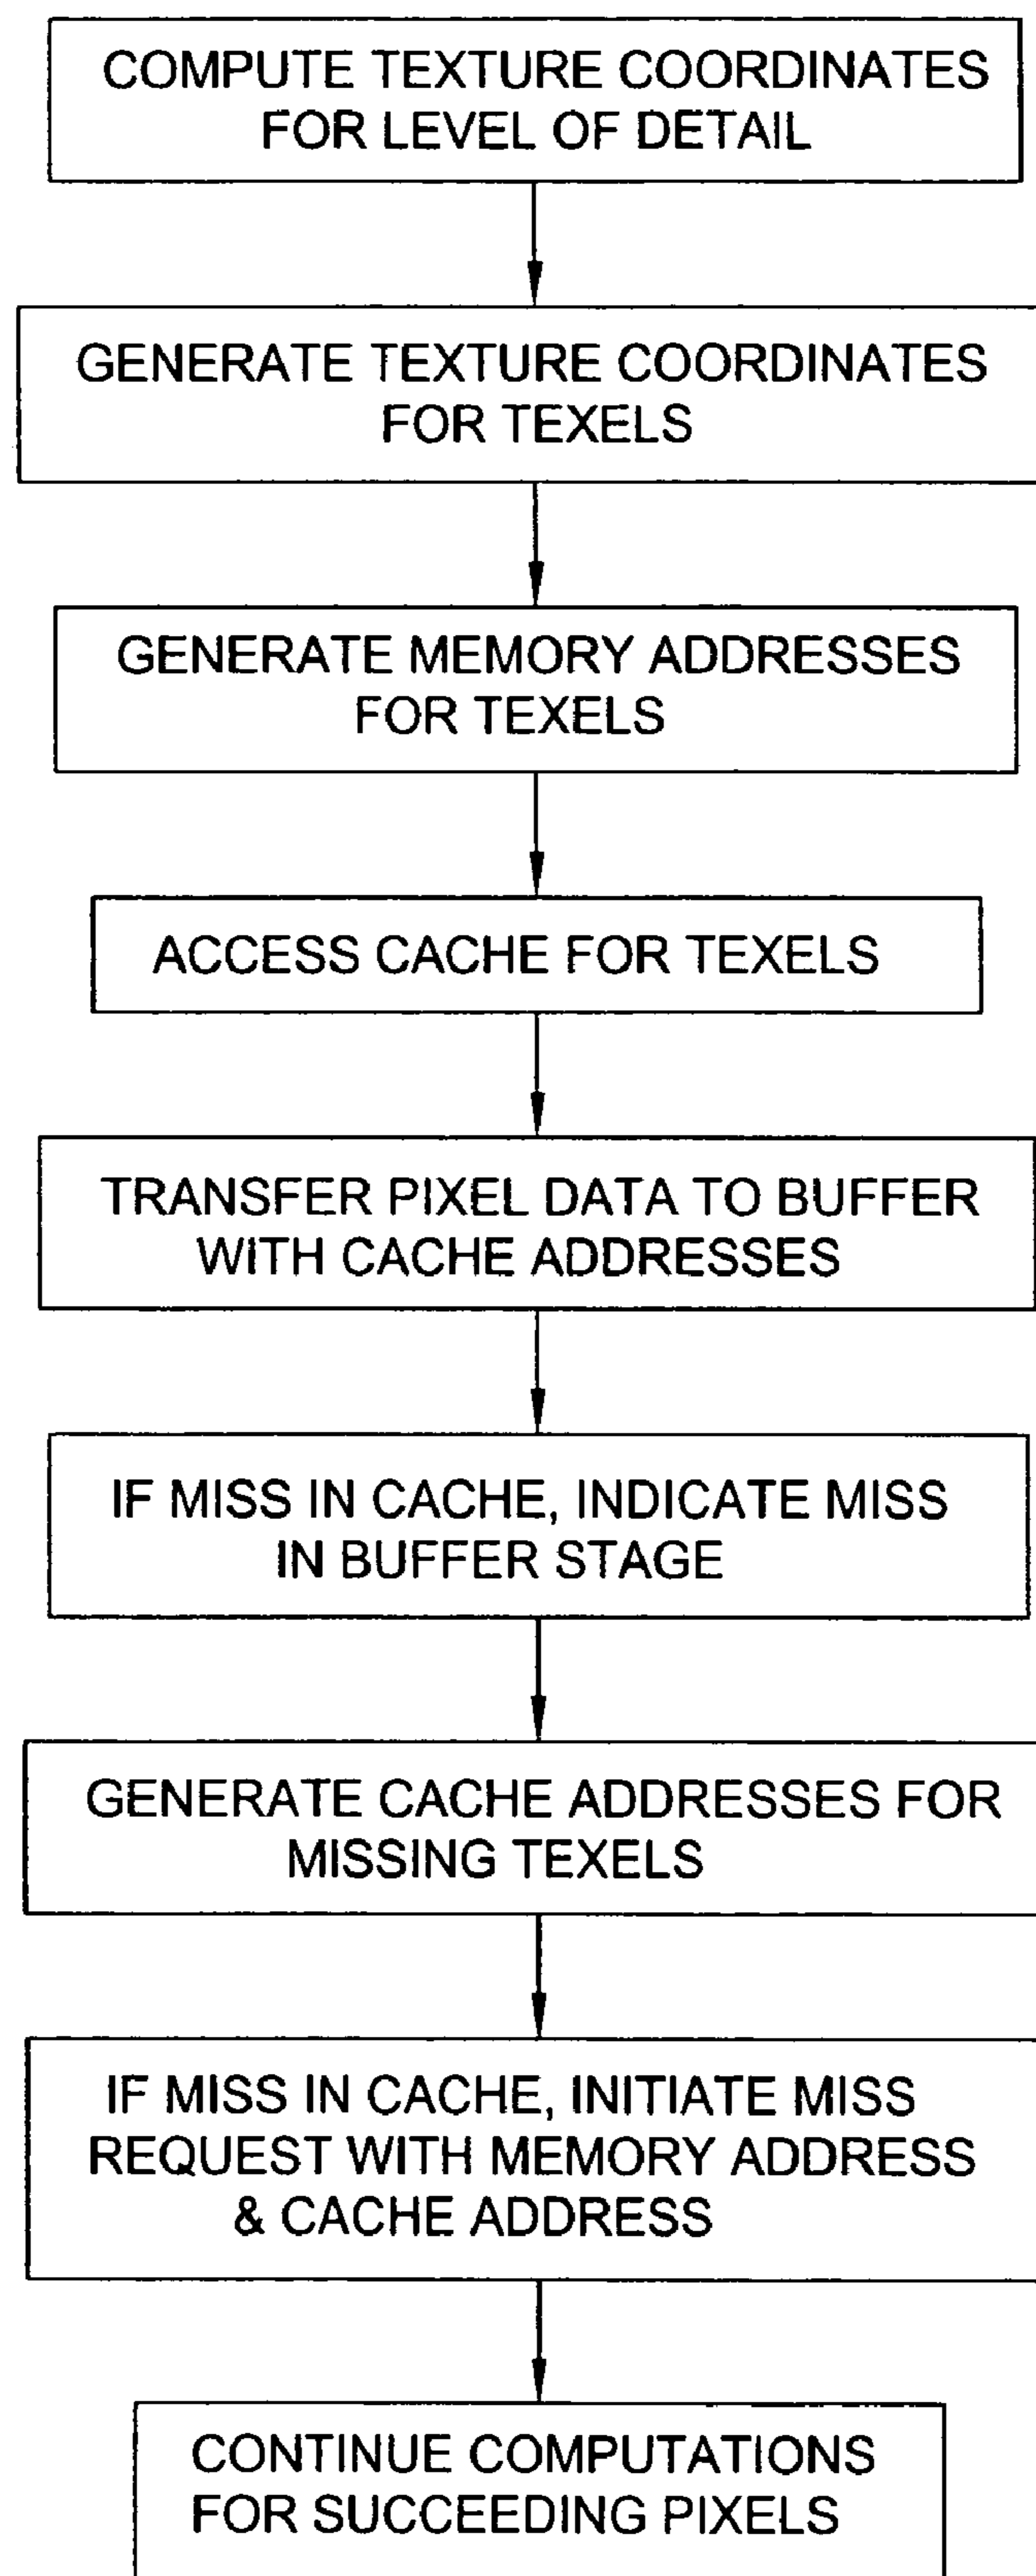 COMPUTE TEXTURE COORDINATES
FOR LEVEL OF DETAIL
GENERATE TEXTURE COORDINATES
FOR TEXELS
GENERATE MEMORY ADDRESSES
FOR TEXELS
ACCESS CACHE FOR TEXELS
TRANSFER PIXEL DATA TO BUFFER
WITH CACHE ADDRESSES
IF MISS IN CACHE, INDICATE MISS
IN BUFFER STAGE
GENERATE CACHE ADDRESSES FOR
MISSING TEXELS
IF MISS IN CACHE, INITIATE MISS
REQUEST WITH MEMORY ADDRESS
& CACHE ADDRESS
CONTINUE COMPUTATIONS
FOR SUCCEEDING PIXELS